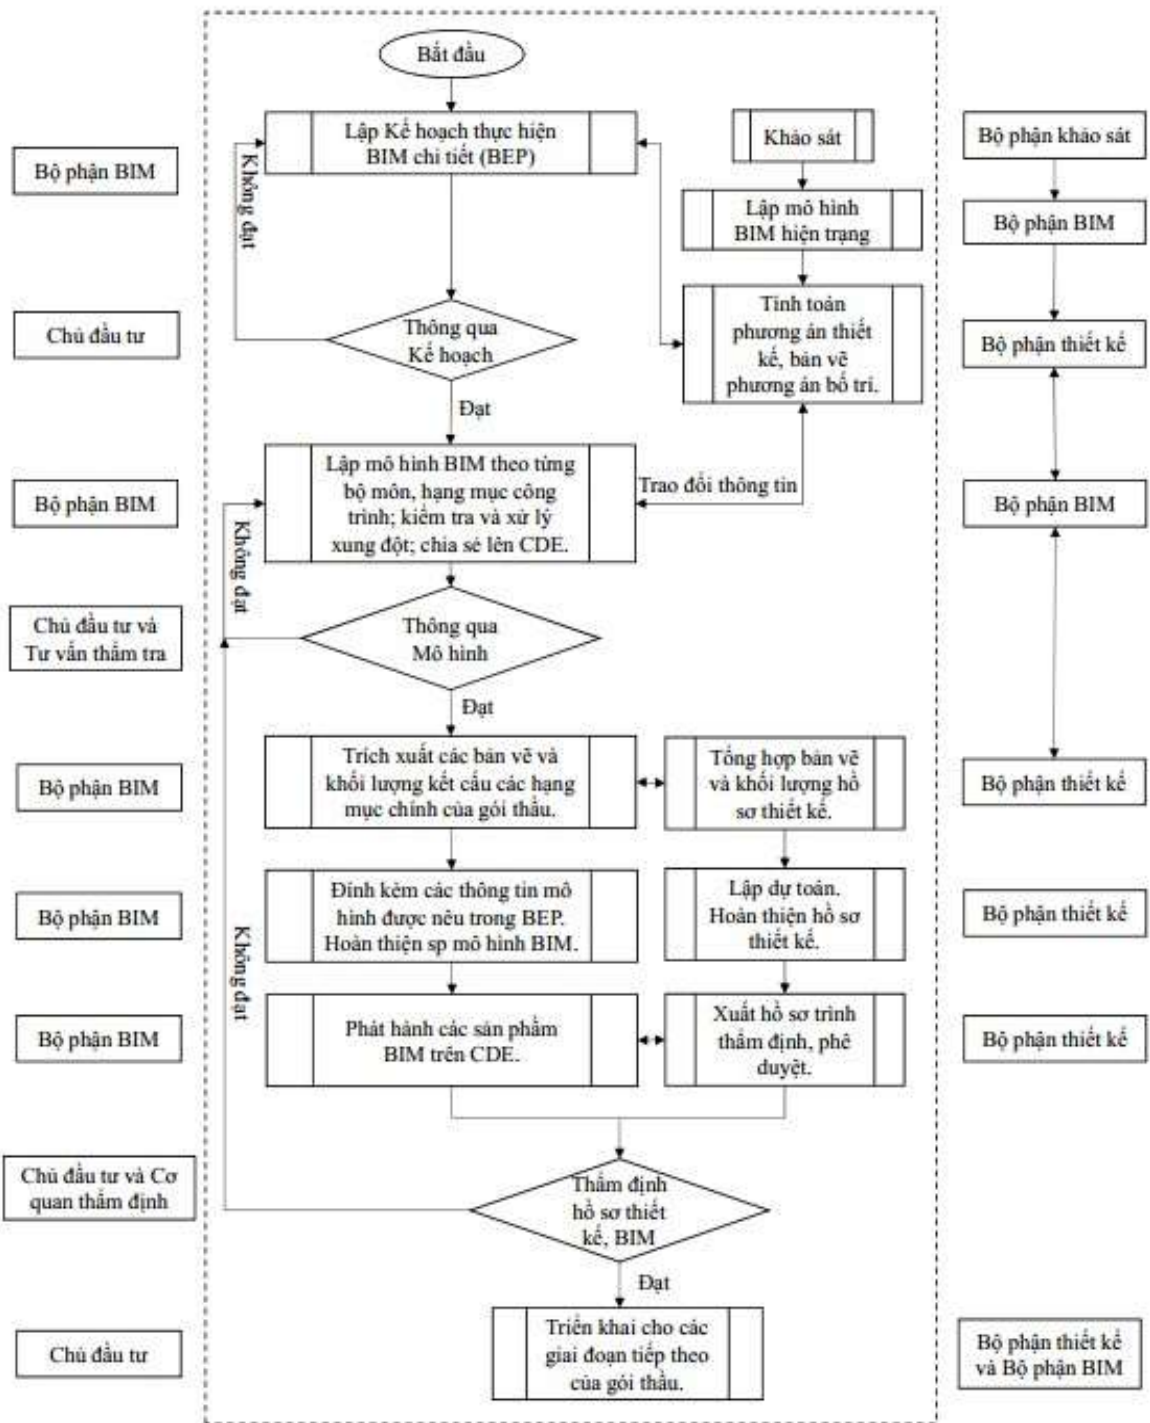 Bắt đầu
Bộ phận BIM
Lập Kế hoạch thực hiện
BIM chi tiết (BEP)
Khảo sát
Bộ phận khảo sát
Không đạt
Lập mô hình
BIM hiện trạng
Bộ phận BIM
Chủ đầu tư
Thông qua
Kế hoạch
Tính toán
phương án thiết
kế, bản vẽ
phương án bố trí.
Bộ phận thiết kế
Đạt
Bộ phận BIM
Lập mô hình BIM theo từng
bộ môn, hạng mục công
trình; kiểm tra và xử lý
xung đột; chia sẻ lên CDE.
Trao đổi thông tin
Bộ phận BIM
Không đạt
Chủ đầu tư và
Tư vấn thẩm tra
Thông qua
Mô hình
Đạt
Bộ phận BIM
Trích xuất các bản vẽ và
khối lượng kết cấu các hạng
mục chính của gói thầu.
Tổng hợp bản vẽ
và khối lượng hồ
sơ thiết kế.
Bộ phận thiết kế
Bộ phận BIM
Đính kèm các thông tin mô
hình được nêu trong BEP.
Hoàn thiện sp mô hình BIM.
Lập dự toán.
Hoàn thiện hồ sơ
thiết kế.
Bộ phận thiết kế
Không đạt
Bộ phận BIM
Phát hành các sản phẩm
BIM trên CDE.
Xuất hồ sơ trình
thẩm định, phê
duyệt.
Bộ phận thiết kế
Chủ đầu tư và Cơ
quan thẩm định
Thẩm định
hồ sơ thiết
kế, BIM
Đạt
Chủ đầu tư
Triển khai cho các
giai đoạn tiếp theo
của gói thầu.
Bộ phận thiết kế
và Bộ phận BIM